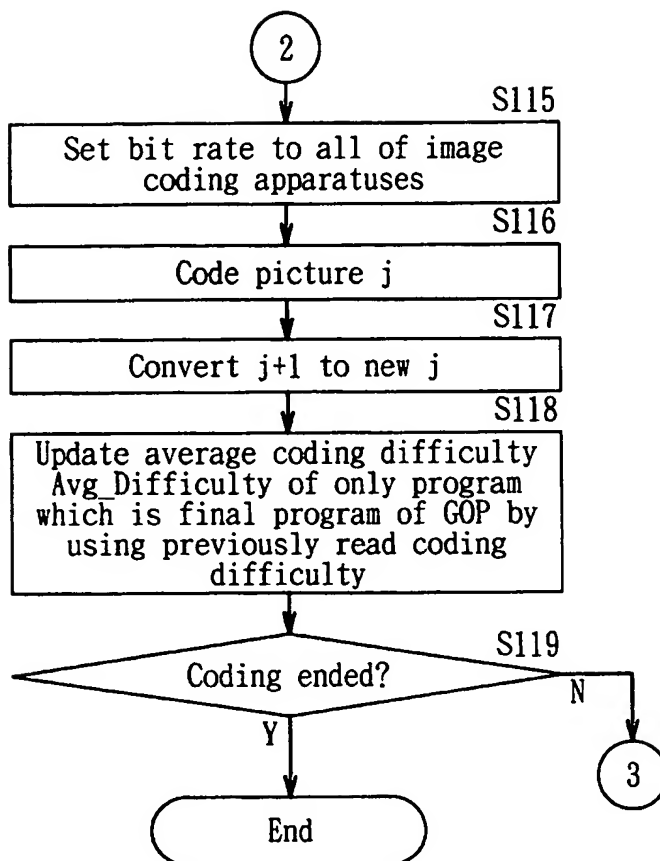 2
S115
Set bit rate to all of image
coding apparatuses
S116
Code picture j
S117
Convert j+1 to new j
S118
Update average coding difficulty
Avg_Difficulty of only program
which is final program of GOP by
using previously read coding
difficulty
S119
Coding ended?
N
Y
3
End